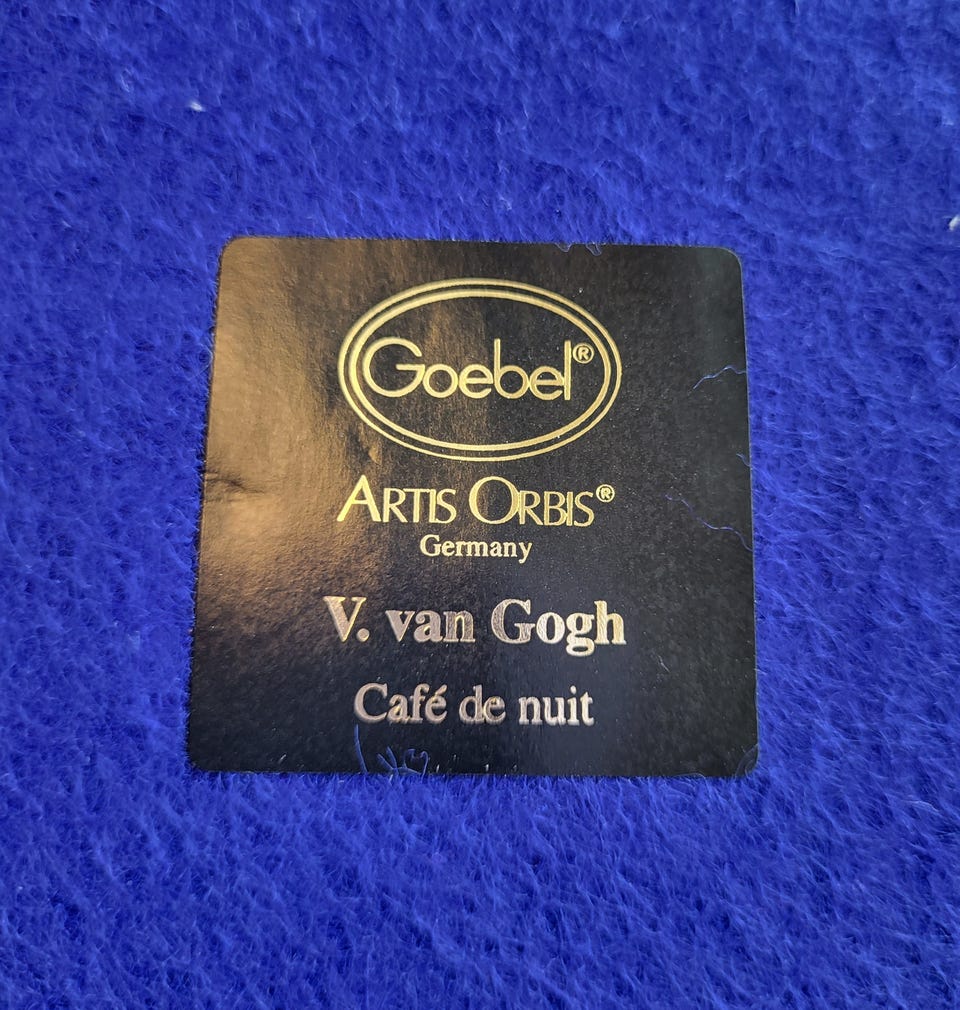 Goebel®
ARTIS ORBIS®
Germany
V. van Gogh
Café de nuit